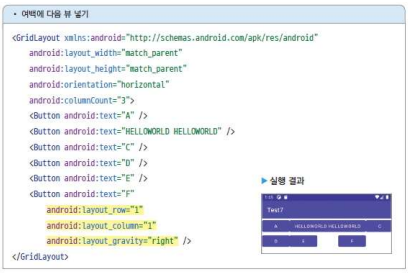 • 여백에 다음 뷰 넣기
<GridLayout xmlns:android="http://schemas.android.com/apk/res/android"
android:layout_width="match_parent"
android:layout_height="match_parent"
android:orientation="horizontal"
android:columnCount="3">
<Button android:text="A" />
<Button android:text="HELLOWORLD HELLOWORLD" />
<Button android:text="C" />
<Button android:text="D" />
<Button android:text="E" />
<Button android:text="F"
android:layout_row="1"
android:layout_column="1"
android:layout_gravity="right" />
</GridLayout>
▶ 실행 결과
Test7
A HELLOWORLD HELLOWORLD C
D E F